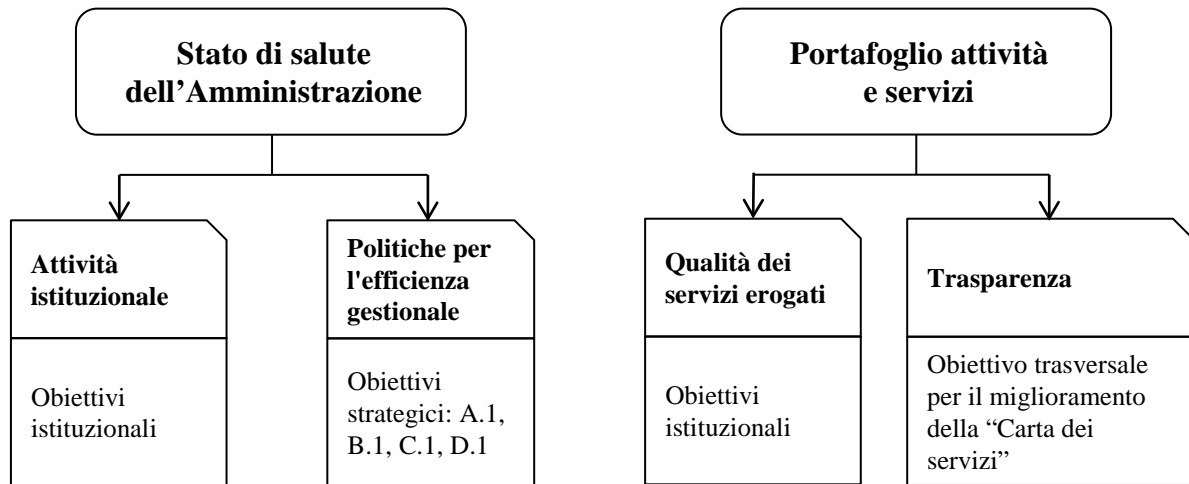 Stato di salute
dell’Amministrazione
Portafoglio attività
e servizi
Attività
istituzionale
Politiche per
l'efficienza
gestionale
Qualità dei
servizi erogati
Trasparenza
Obiettivi
istituzionali
Obiettivi
strategici: A.1,
B.1, C.1, D.1
Obiettivi
istituzionali
Obiettivo trasversale
per il miglioramento
della “Carta dei
servizi”